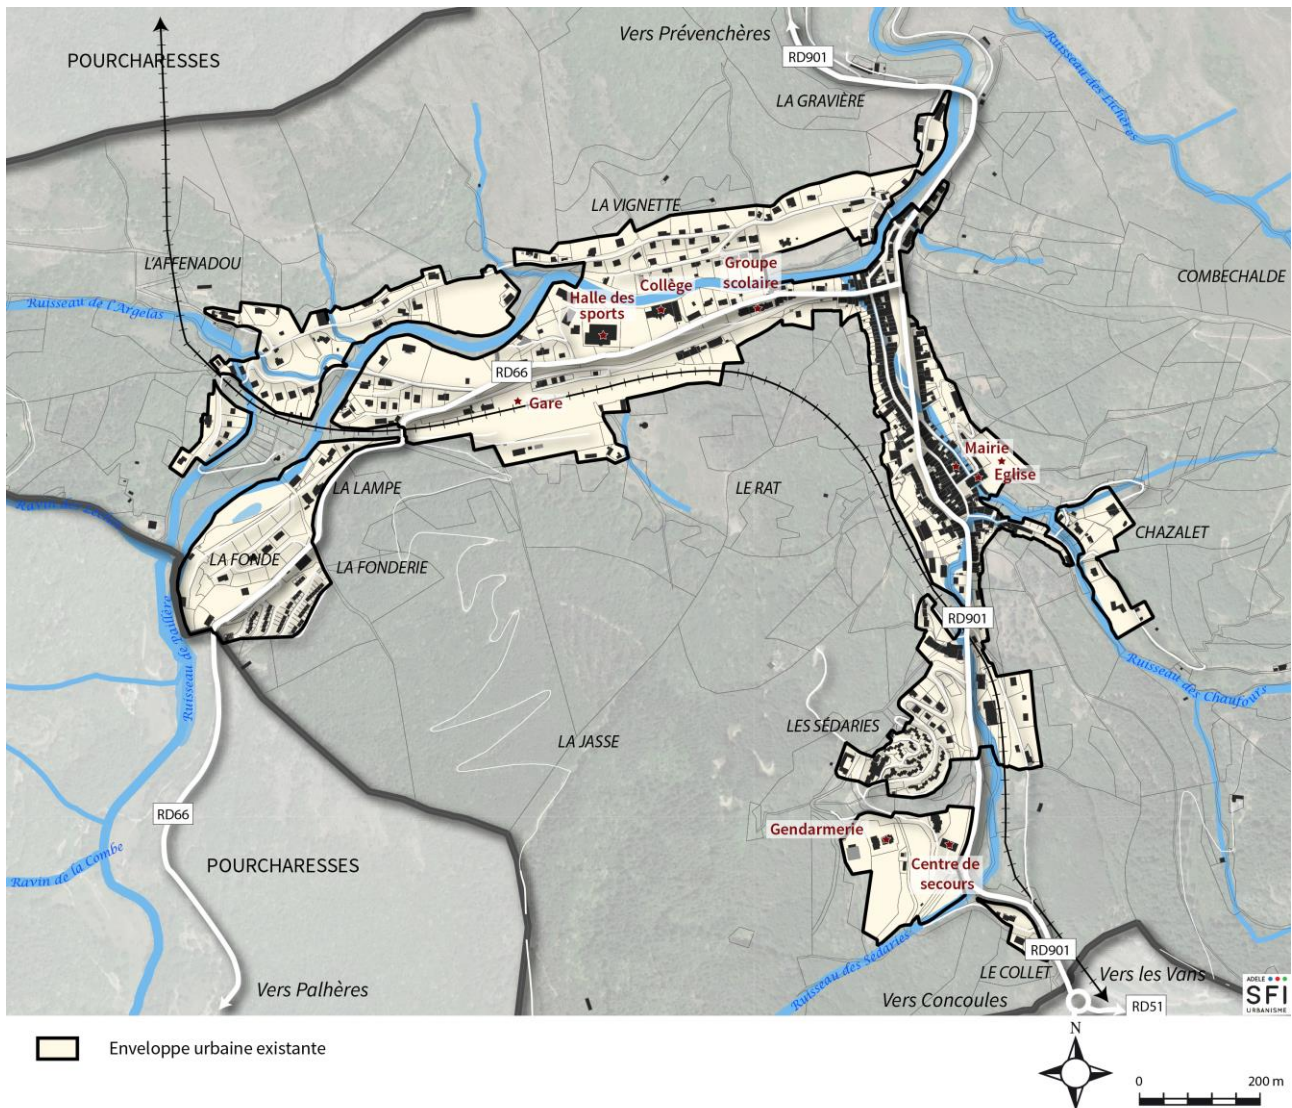 Vers Prévenchères
POURCHARESSES
RD901
Ruisseau des Lichères
LA GRAVIÈRE
LA VIGNETTE
L'AFFENADOU
Groupe
scolaire
COMBECHALDE
Collège
Ruisseau de l'Argelas
Halle des
sports
RD66
Gare
Mairie
Eglise
LE RAT
LA LAMPE
CHAZALET
LA FONDE
LA FONDERIE
Ruisseau de paillère
RD901
Ruisseau des Chaufours
LES SÉDARIES
LA JASSE
RD66
Gendarmerie
Ravin de la Combe
POURCHARESSES
Centre de
secours
RD901
Ruisseau des Sédaries
LE COLLET
Vers les Vans
Vers Palhères
Vers Concoules
RD51
ADELE
SFI
URBANISME
Enveloppe urbaine existante
N
0
200 m